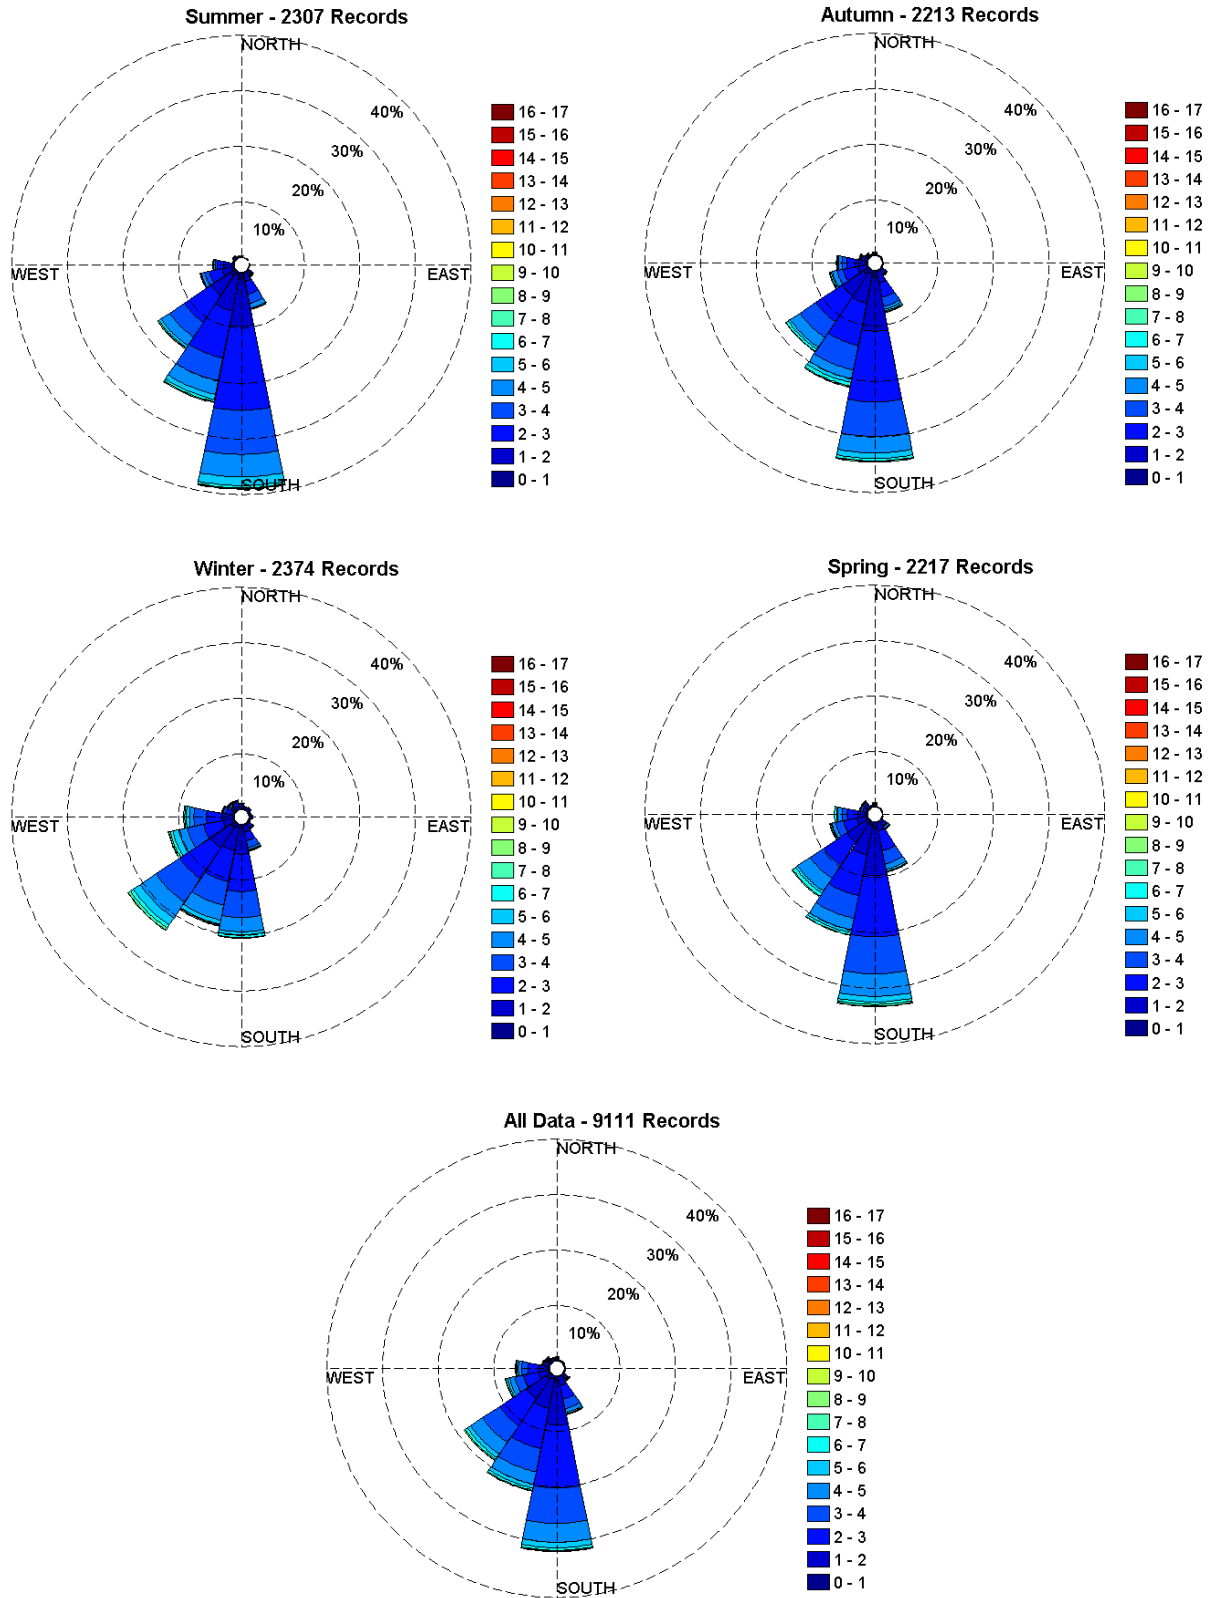 Summer - 2307 Records
NORTH
40%
30%
20%
10%
WEST
EAST
SOUTH
16 - 17
15 - 16
14 - 15
13 - 14
12 - 13
11 - 12
10 - 11
9 - 10
8 - 9
7 - 8
6 - 7
5 - 6
4 - 5
3 - 4
2 - 3
1 - 2
0 - 1
Autumn - 2213 Records
NORTH
40%
30%
20%
10%
WEST
EAST
SOUTH
16 - 17
15 - 16
14 - 15
13 - 14
12 - 13
11 - 12
10 - 11
9 - 10
8 - 9
7 - 8
6 - 7
5 - 6
4 - 5
3 - 4
2 - 3
1 - 2
0 - 1
Winter - 2374 Records
NORTH
40%
30%
20%
10%
WEST
EAST
SOUTH
16 - 17
15 - 16
14 - 15
13 - 14
12 - 13
11 - 12
10 - 11
9 - 10
8 - 9
7 - 8
6 - 7
5 - 6
4 - 5
3 - 4
2 - 3
1 - 2
0 - 1
Spring - 2217 Records
NORTH
40%
30%
20%
10%
WEST
EAST
SOUTH
16 - 17
15 - 16
14 - 15
13 - 14
12 - 13
11 - 12
10 - 11
9 - 10
8 - 9
7 - 8
6 - 7
5 - 6
4 - 5
3 - 4
2 - 3
1 - 2
0 - 1
All Data - 9111 Records
NORTH
40%
30%
20%
10%
WEST
EAST
SOUTH
16 - 17
15 - 16
14 - 15
13 - 14
12 - 13
11 - 12
10 - 11
9 - 10
8 - 9
7 - 8
6 - 7
5 - 6
4 - 5
3 - 4
2 - 3
1 - 2
0 - 1